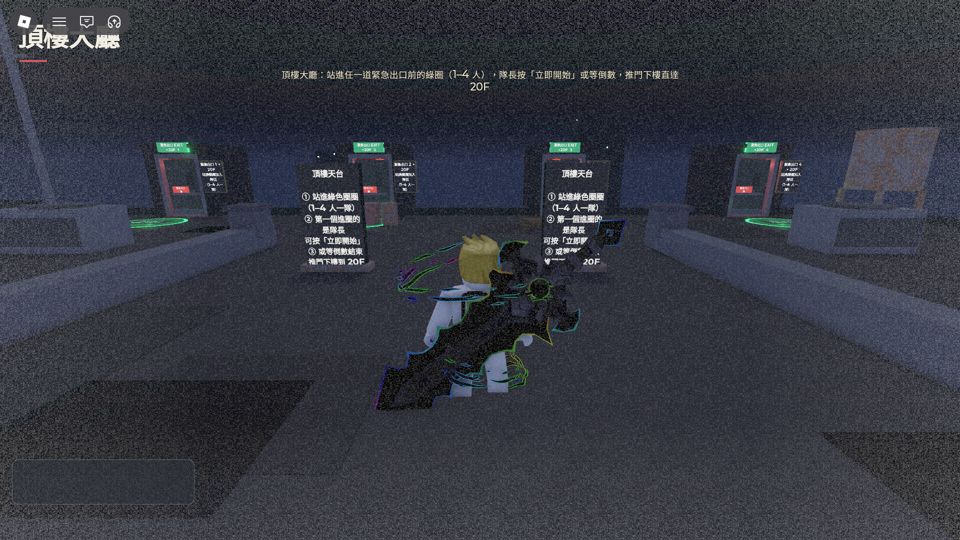 頂樓大廳
頂樓大廳：站進任一道緊急出口前的綠圈（1–4 人），隊長按「立即開始」或等倒數，推門下樓直達
20F
頂樓天台
① 站進綠色圈圈
（1–4 人一隊）
② 第一個進圈的
是隊長
可按「立即開始」
③ 或等倒數結束
推門下樓到 20F
頂樓天台
① 站進綠色圈圈
（1–4 人一隊）
② 第一個進圈的
是隊長
可按「立即開
③ 或等倒
20F